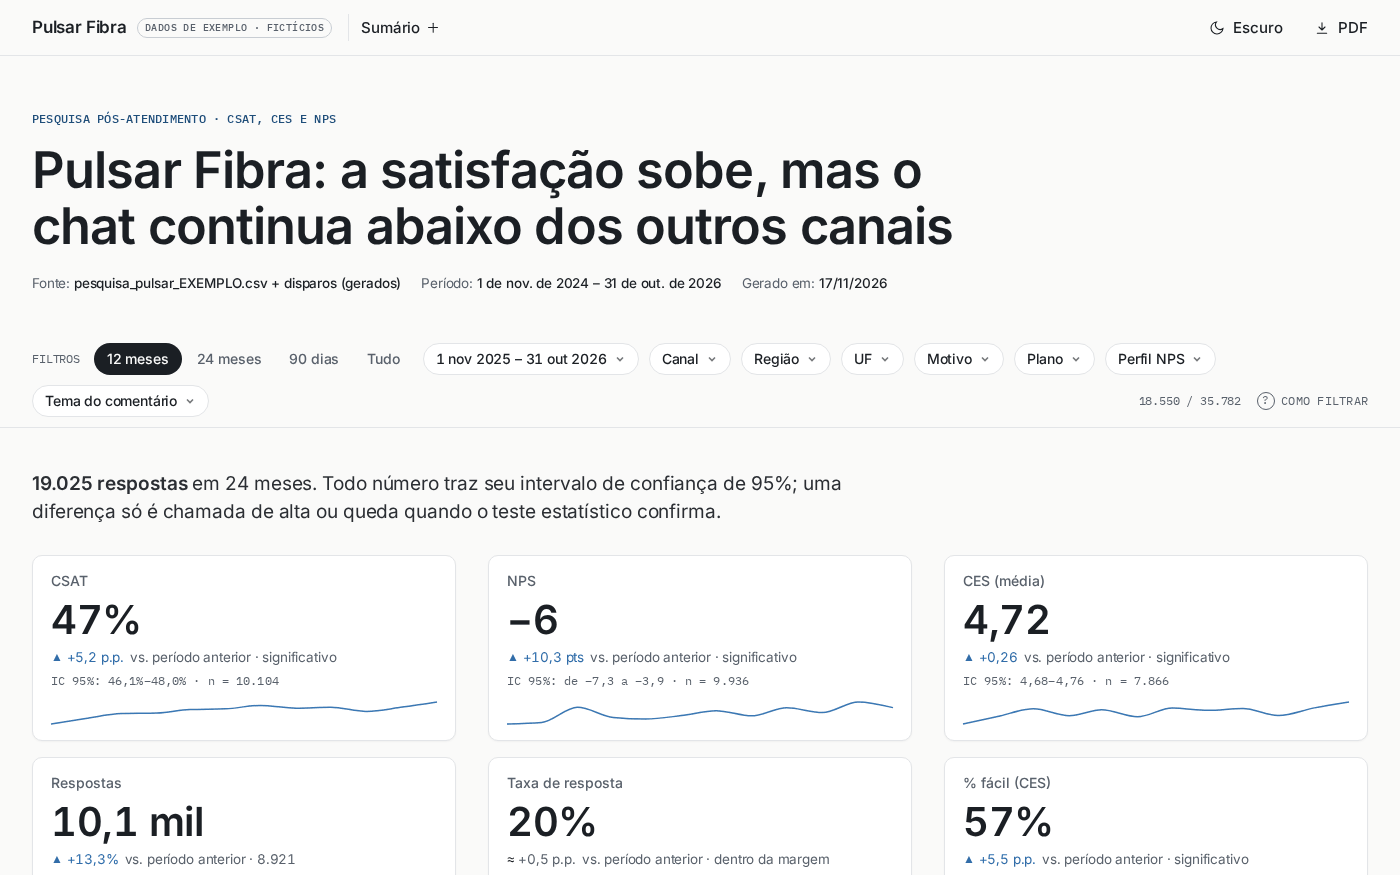 Pulsar Fibra DADOS DE EXEMPLO · FICTÍCIOS Sumário + Escuro PDF
PESQUISA PÓS-ATENDIMENTO · CSAT, CES E NPS
Pulsar Fibra: a satisfação sobe, mas o
chat continua abaixo dos outros canais
Fonte: pesquisa_pulsar_EXEMPLO.csv + disparos (gerados) Período: 1 de nov. de 2024 – 31 de out. de 2026 Gerado em: 17/11/2026
FILTROS 12 meses 24 meses 90 dias Tudo 1 nov 2025 – 31 out 2026 Canal Região UF Motivo Plano Perfil NPS
Tema do comentário 18.550 / 35.782 ? COMO FILTRAR
19.025 respostas em 24 meses. Todo número traz seu intervalo de confiança de 95%; uma
diferença só é chamada de alta ou queda quando o teste estatístico confirma.
CSAT NPS CES (média)
47% −6 4,72
▲ +5,2 p.p. vs. período anterior · significativo ▲ +10,3 pts vs. período anterior · significativo ▲ +0,26 vs. período anterior · significativo
IC 95%: 46,1%–48,0% · n = 10.104 IC 95%: de −7,3 a −3,9 · n = 9.936 IC 95%: 4,68–4,76 · n = 7.866
Respostas Taxa de resposta % fácil (CES)
10,1 mil 20% 57%
▲ +13,3% vs. período anterior · 8.921 ≈ +0,5 p.p. vs. período anterior · dentro da margem ▲ +5,5 p.p. vs. período anterior · significativo